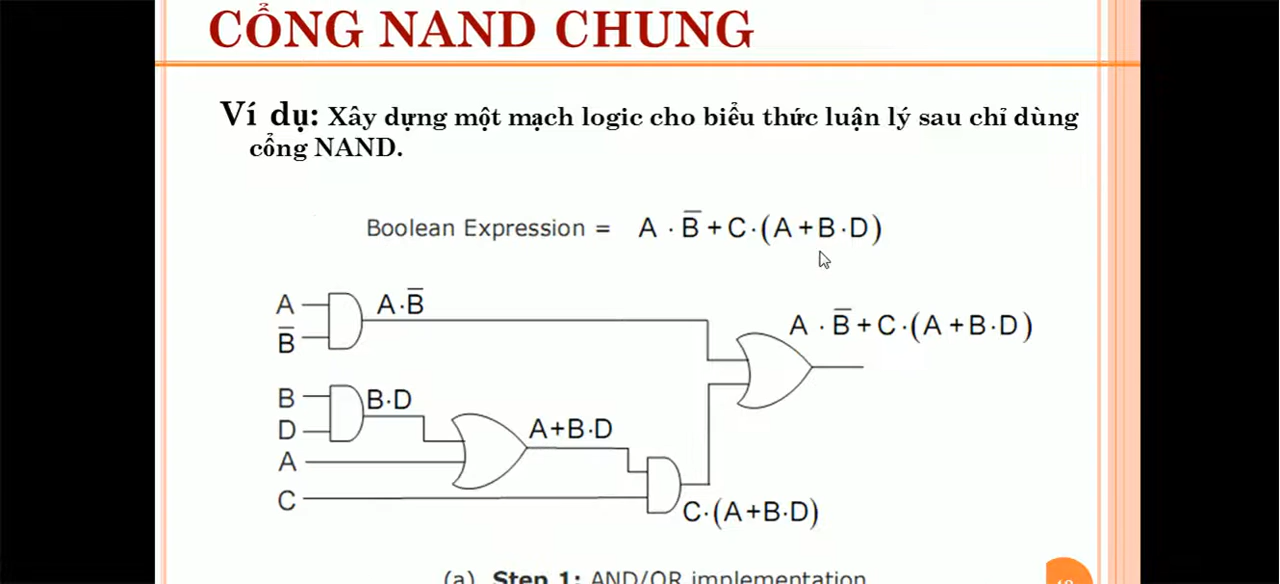 CỔNG NAND CHUNG
Ví dụ: Xây dựng một mạch logic cho biểu thức luận lý sau chỉ dùng
cổng NAND.
Boolean Expression = A · B̅ + C · (A + B · D)
A
A · B̅
B̅
A · B̅ + C · (A + B · D)
B
B · D
D
A + B · D
A
C
C · (A + B · D)
(a) Step 1: AND/OR implementation